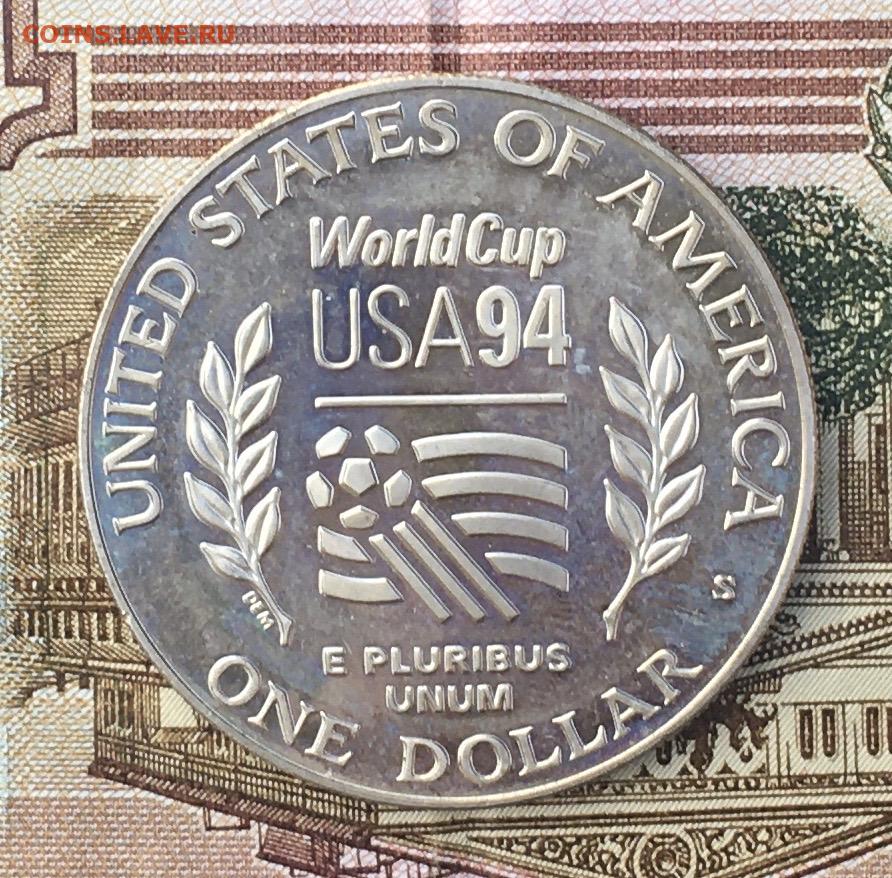 COINS.LAVE.RU
UNITED STATES OF AMERICA
WorldCup
USA94
S
E PLURIBUS
UNUM
ONE DOLLAR